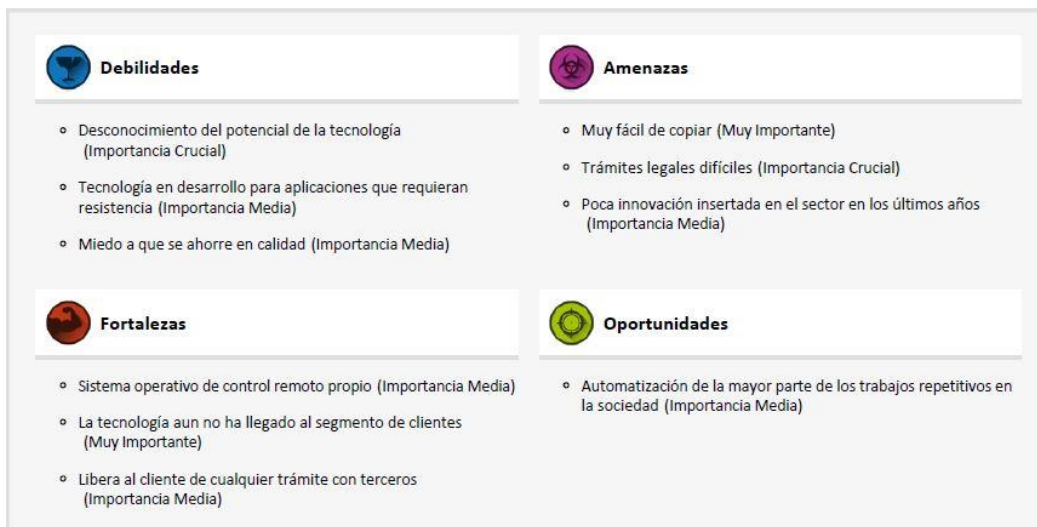 Debilidades
Desconocimiento del potencial de la tecnología
(Importancia Crucial)
Tecnología en desarrollo para aplicaciones que requieran
resistencia (Importancia Media)
Miedo a que se ahorre en calidad (Importancia Media)
Amenazas
Muy fácil de copiar (Muy Importante)
Trámites legales difíciles (Importancia Crucial)
Poca innovación insertada en el sector en los últimos años
(Importancia Media)
Fortalezas
Sistema operativo de control remoto propio (Importancia Media)
La tecnología aun no ha llegado al segmento de clientes
(Muy Importante)
Libera al cliente de cualquier trámite con terceros
(Importancia Media)
Oportunidades
Automatización de la mayor parte de los trabajos repetitivos en
la sociedad (Importancia Media)